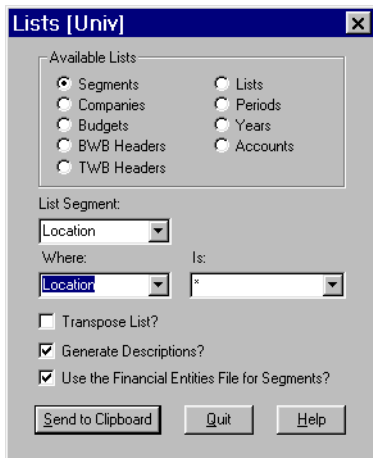 Lists [Univ]
Available Lists
Segments
Lists
Companies
Periods
Budgets
Years
BWB Headers
Accounts
TWB Headers
List Segment:
Location
Where:
Is:
Location
*
Transpose List?
Generate Descriptions?
Use the Financial Entities File for Segments?
Send to Clipboard
Quit
Help